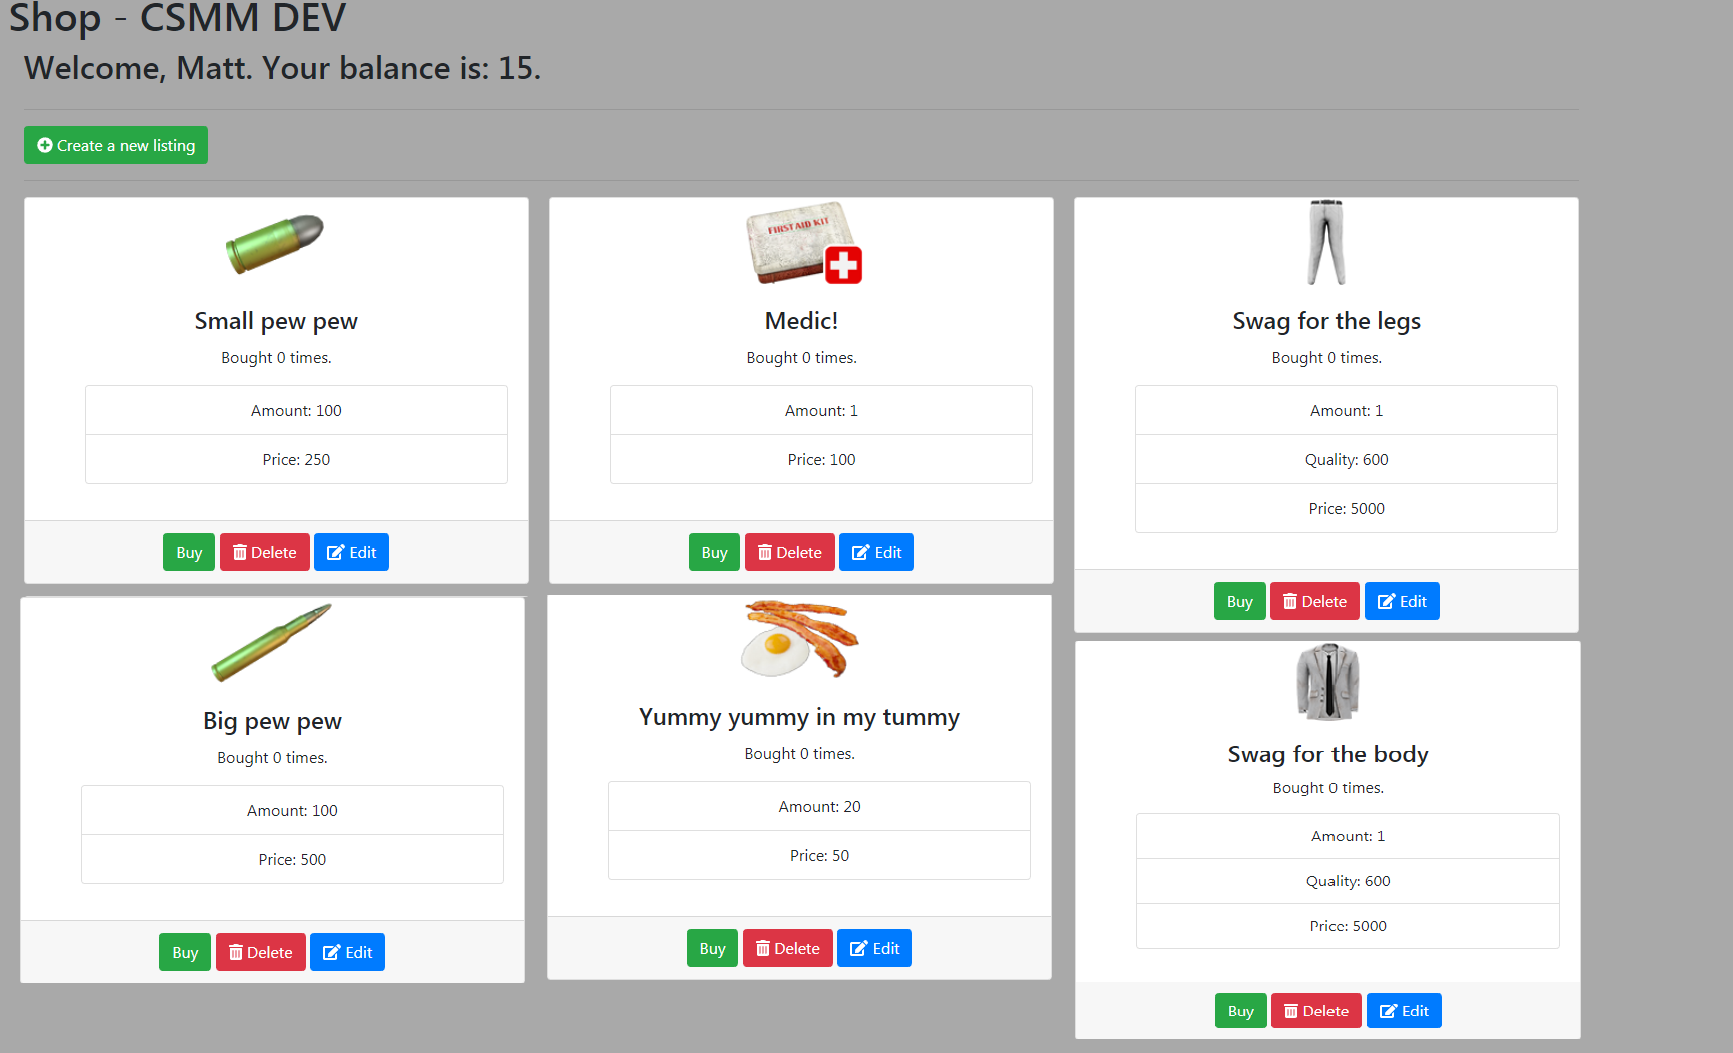 Shop - CSMM DEV
Welcome, Matt. Your balance is: 15.
Create a new listing
Small pew pew
Bought 0 times.
Amount: 100
Price: 250
Buy Delete Edit
FIRST AID KIT
Medic!
Bought 0 times.
Amount: 1
Price: 100
Buy Delete Edit
Swag for the legs
Bought 0 times.
Amount: 1
Quality: 600
Price: 5000
Buy Delete Edit
Big pew pew
Bought 0 times.
Amount: 100
Price: 500
Buy Delete Edit
Yummy yummy in my tummy
Bought 0 times.
Amount: 20
Price: 50
Buy Delete Edit
Swag for the body
Bought 0 times.
Amount: 1
Quality: 600
Price: 5000
Buy Delete Edit